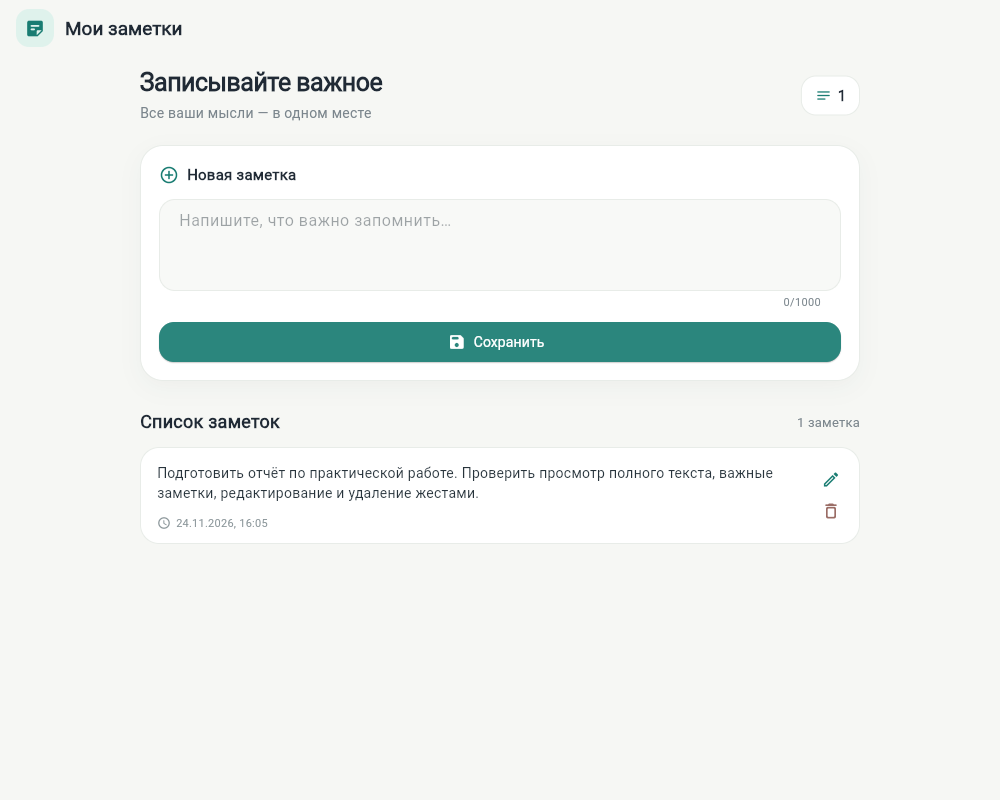 Мои заметки
Записывайте важное
Все ваши мысли — в одном месте
1
Новая заметка
Напишите, что важно запомнить…
0/1000
Сохранить
Список заметок
1 заметка
Подготовить отчёт по практической работе. Проверить просмотр полного текста, важные
заметки, редактирование и удаление жестами.
24.11.2026, 16:05